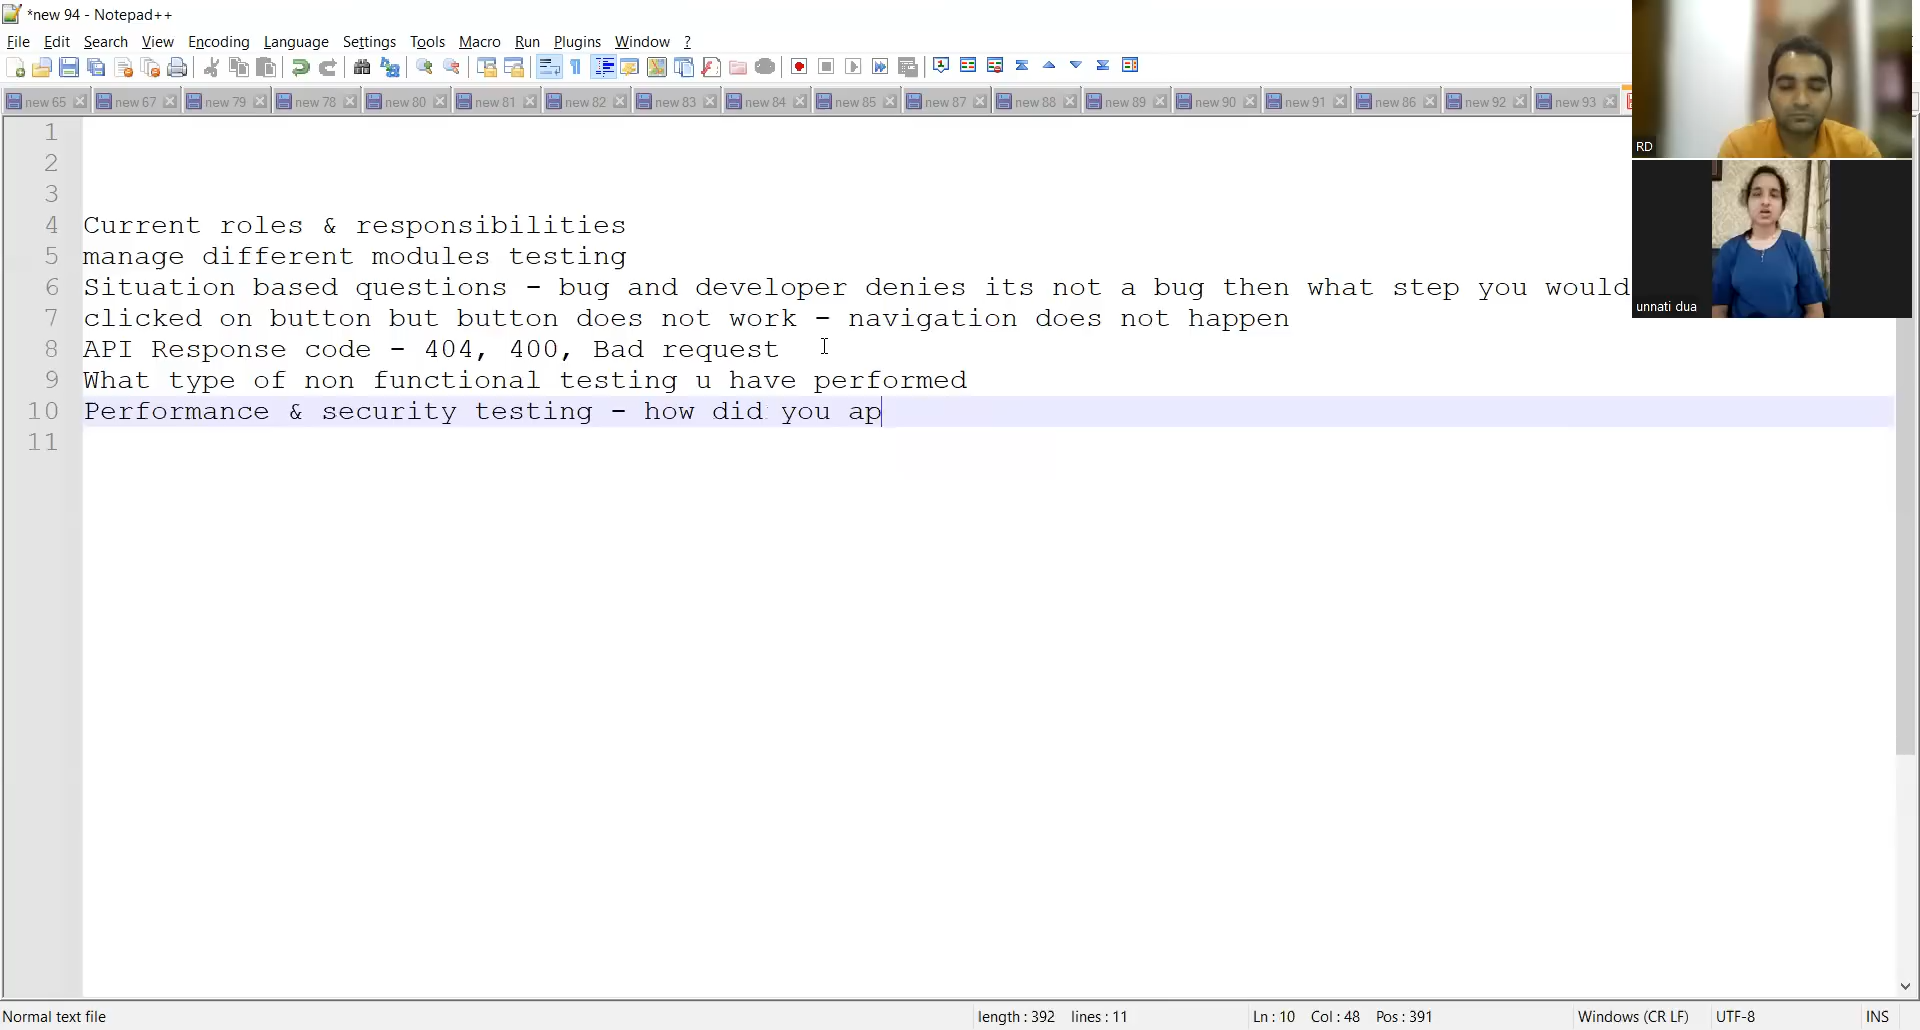 *new 94 - Notepad++
File Edit Search View Encoding Language Settings Tools Macro Run Plugins Window ?
new 65 new 67 new 79 new 78 new 80 new 81 new 82 new 83 new 84 new 85 new 87 new 88 new 89 new 90 new 91 new 86 new 92 new 93
RD
unnati dua
1
2
3
4 Current roles & responsibilities
5 manage different modules testing
6 Situation based questions - bug and developer denies its not a bug then what step you would
7 clicked on button but button does not work - navigation does not happen
8 API Response code - 404, 400, Bad request
9 What type of non functional testing u have performed
10 Performance & security testing - how did you ap
11
Normal text file length : 392 lines : 11 Ln : 10 Col : 48 Pos : 391 Windows (CR LF) UTF-8 INS